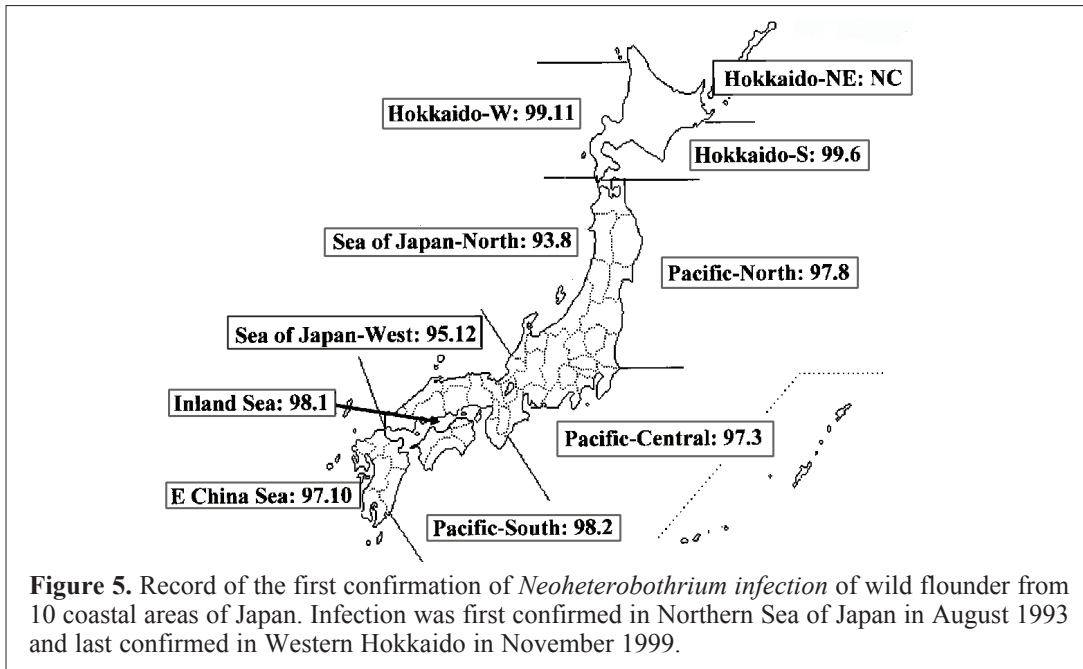 Hokkaido-NE: NC
Hokkaido-W: 99.11
Hokkaido-S: 99.6
Sea of Japan-North: 93.8
Pacific-North: 97.8
Sea of Japan-West: 95.12
Inland Sea: 98.1
Pacific-Central: 97.3
E China Sea: 97.10
Pacific-South: 98.2
Figure 5. Record of the first confirmation of Neoheterobothrium infection of wild flounder from
10 coastal areas of Japan. Infection was first confirmed in Northern Sea of Japan in August 1993
and last confirmed in Western Hokkaido in November 1999.